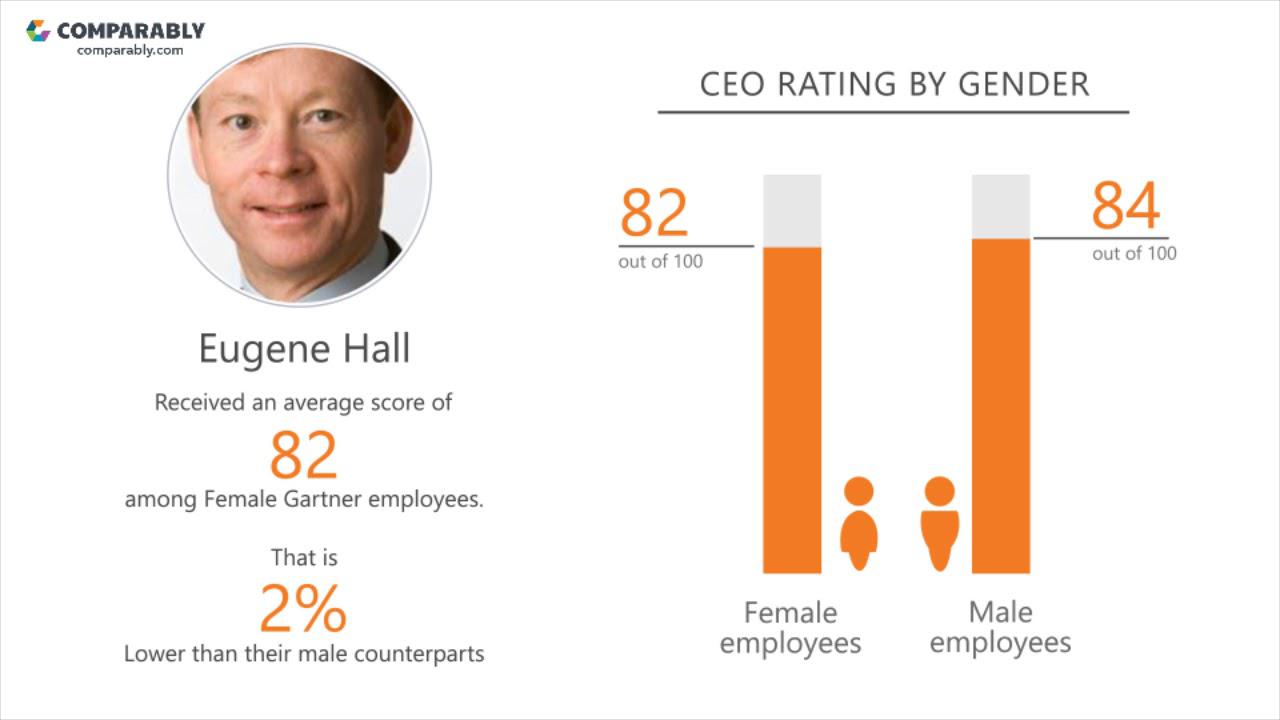 COMPARABLY
comparably.com
Eugene Hall
Received an average score of
82
among Female Gartner employees.
That is
2%
Lower than their male counterparts
CEO RATING BY GENDER
82
out of 100
84
out of 100
Female
employees
Male
employees